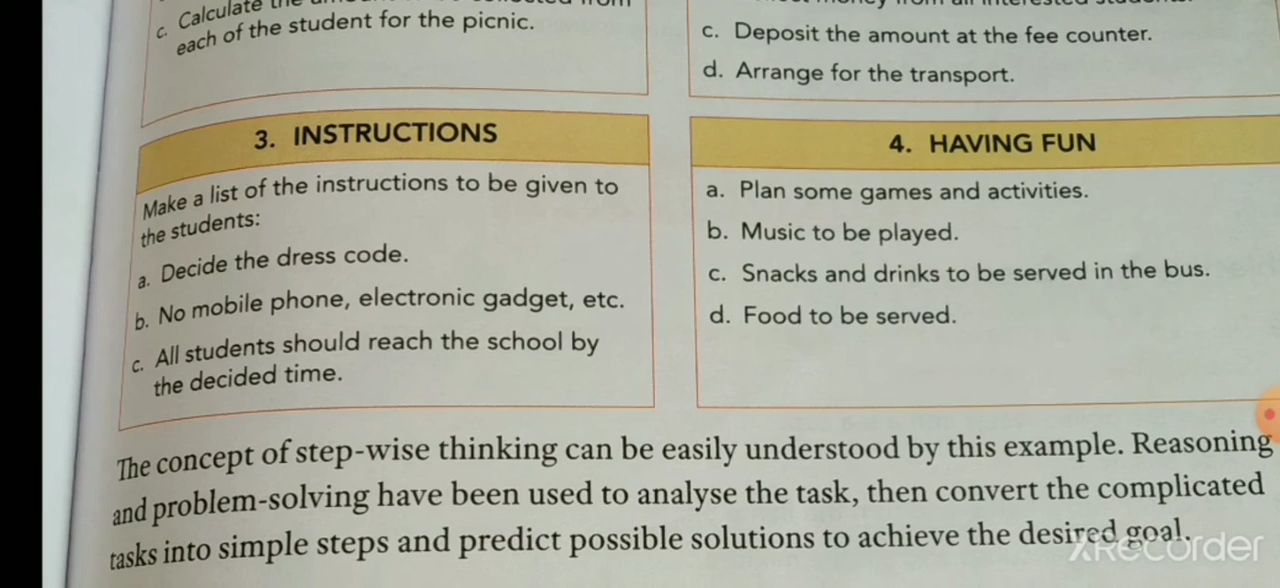 c. Calculate
each of the student for the picnic.
c. Deposit the amount at the fee counter.
d. Arrange for the transport.
3. INSTRUCTIONS
Make a list of the instructions to be given to
the students:
a. Decide the dress code.
b. No mobile phone, electronic gadget, etc.
c. All students should reach the school by
the decided time.
4. HAVING FUN
a. Plan some games and activities.
b. Music to be played.
c. Snacks and drinks to be served in the bus.
d. Food to be served.
The concept of step-wise thinking can be easily understood by this example. Reasoning
and problem-solving have been used to analyse the task, then convert the complicated
tasks into simple steps and predict possible solutions to achieve the desired goal.
XRecorder